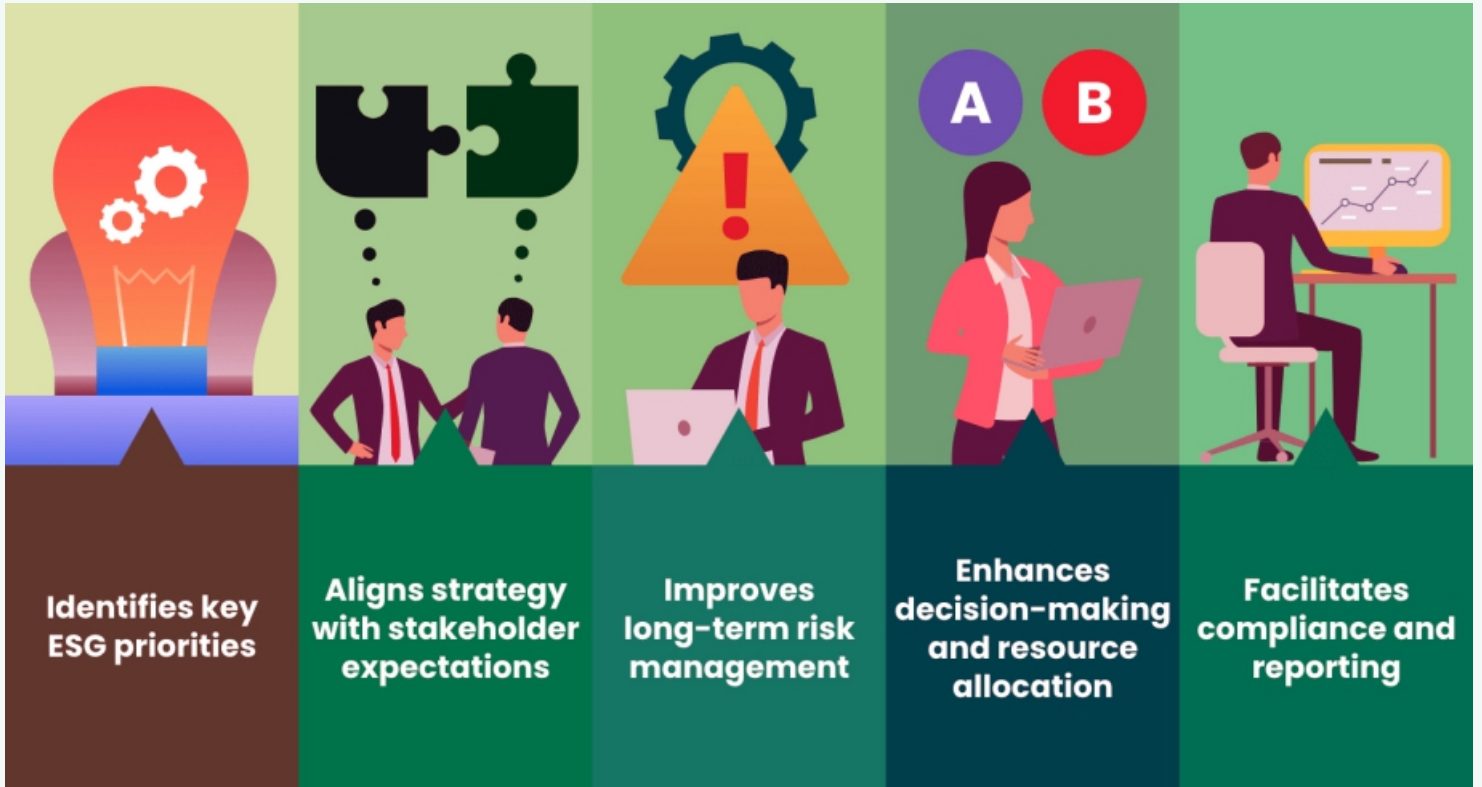 A
B
!
Identifies key
ESG priorities
Aligns strategy
with stakeholder
expectations
Improves
long-term risk
management
Enhances
decision-making
and resource
allocation
Facilitates
compliance and
reporting